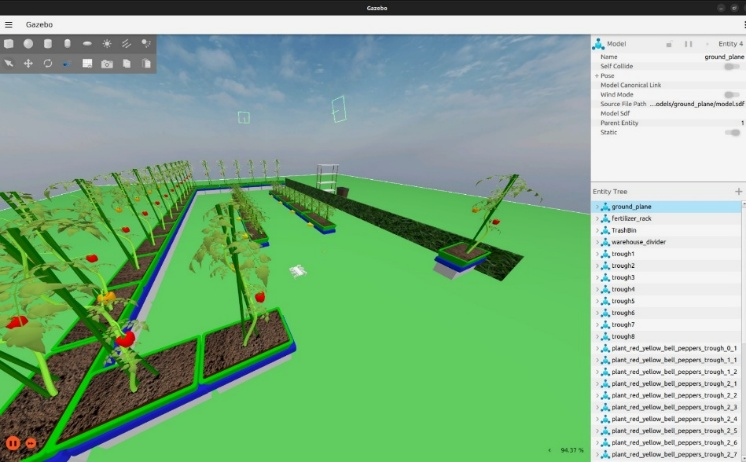 Gazebo
Gazebo
Model
Entity 4
Name ground_plane
Self Collide
Pose
Model Canonical Link
Wind Mode
Source File Path ...odels/ground_plane/model.sdf
Model Sdf
Parent Entity 1
Static
Entity Tree
ground_plane
fertilizer_rack
TrashBin
warehouse_divider
trough1
trough2
trough3
trough4
trough5
trough6
trough7
trough8
plant_red_yellow_bell_peppers_trough_0_1
plant_red_yellow_bell_peppers_trough_1_1
plant_red_yellow_bell_peppers_trough_1_2
plant_red_yellow_bell_peppers_trough_2_1
plant_red_yellow_bell_peppers_trough_2_2
plant_red_yellow_bell_peppers_trough_2_3
plant_red_yellow_bell_peppers_trough_2_4
plant_red_yellow_bell_peppers_trough_2_5
plant_red_yellow_bell_peppers_trough_2_6
plant_red_yellow_bell_peppers_trough_2_7
94.37 %